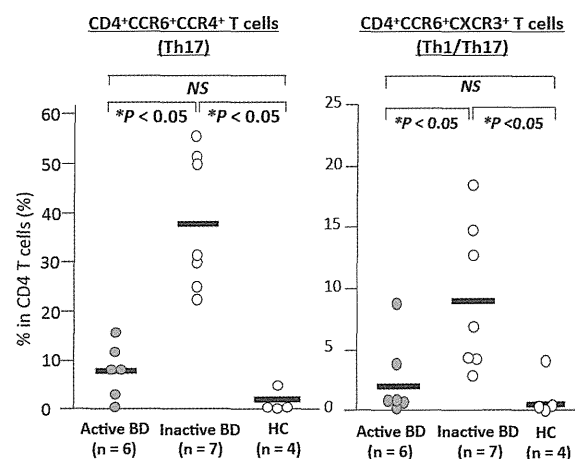 CD4⁺CCR6⁺CCR4⁺ T cells
(Th17)
NS
*P < 0.05
*P < 0.05
% in CD4 T cells (%)
60
50
40
30
20
10
0
Active BD
(n = 6)
Inactive BD
(n = 7)
HC
(n = 4)
CD4⁺CCR6⁺CXCR3⁺ T cells
(Th1/Th17)
NS
*P < 0.05
*P <0.05
25
20
15
10
5
0
Active BD
(n = 6)
Inactive BD
(n = 7)
HC
(n = 4)